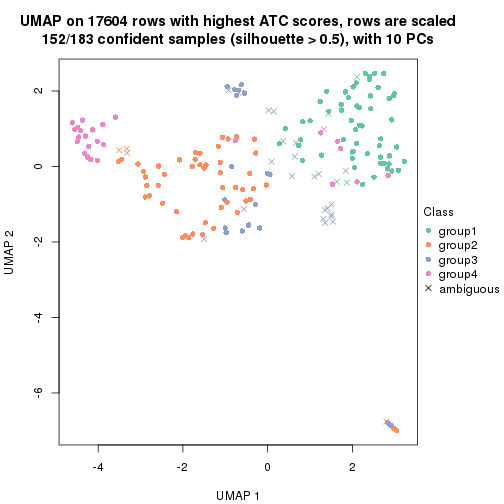 UMAP on 17604 rows with highest ATC scores, rows are scaled
152/183 confident samples (silhouette > 0.5), with 10 PCs
2
0
-2
-4
-6
UMAP 2
-4
-2
0
2
UMAP 1
Class
group1
group2
group3
group4
ambiguous